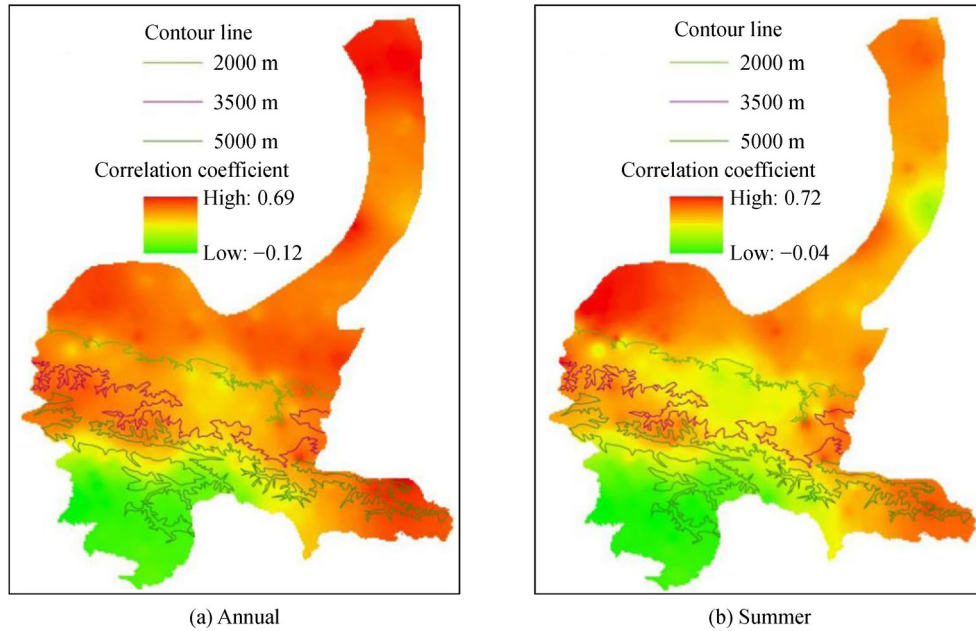 Contour line
2000 m
3500 m
5000 m
Correlation coefficient
High: 0.69
Low: −0.12
(a) Annual
Contour line
2000 m
3500 m
5000 m
Correlation coefficient
High: 0.72
Low: −0.04
(b) Summer